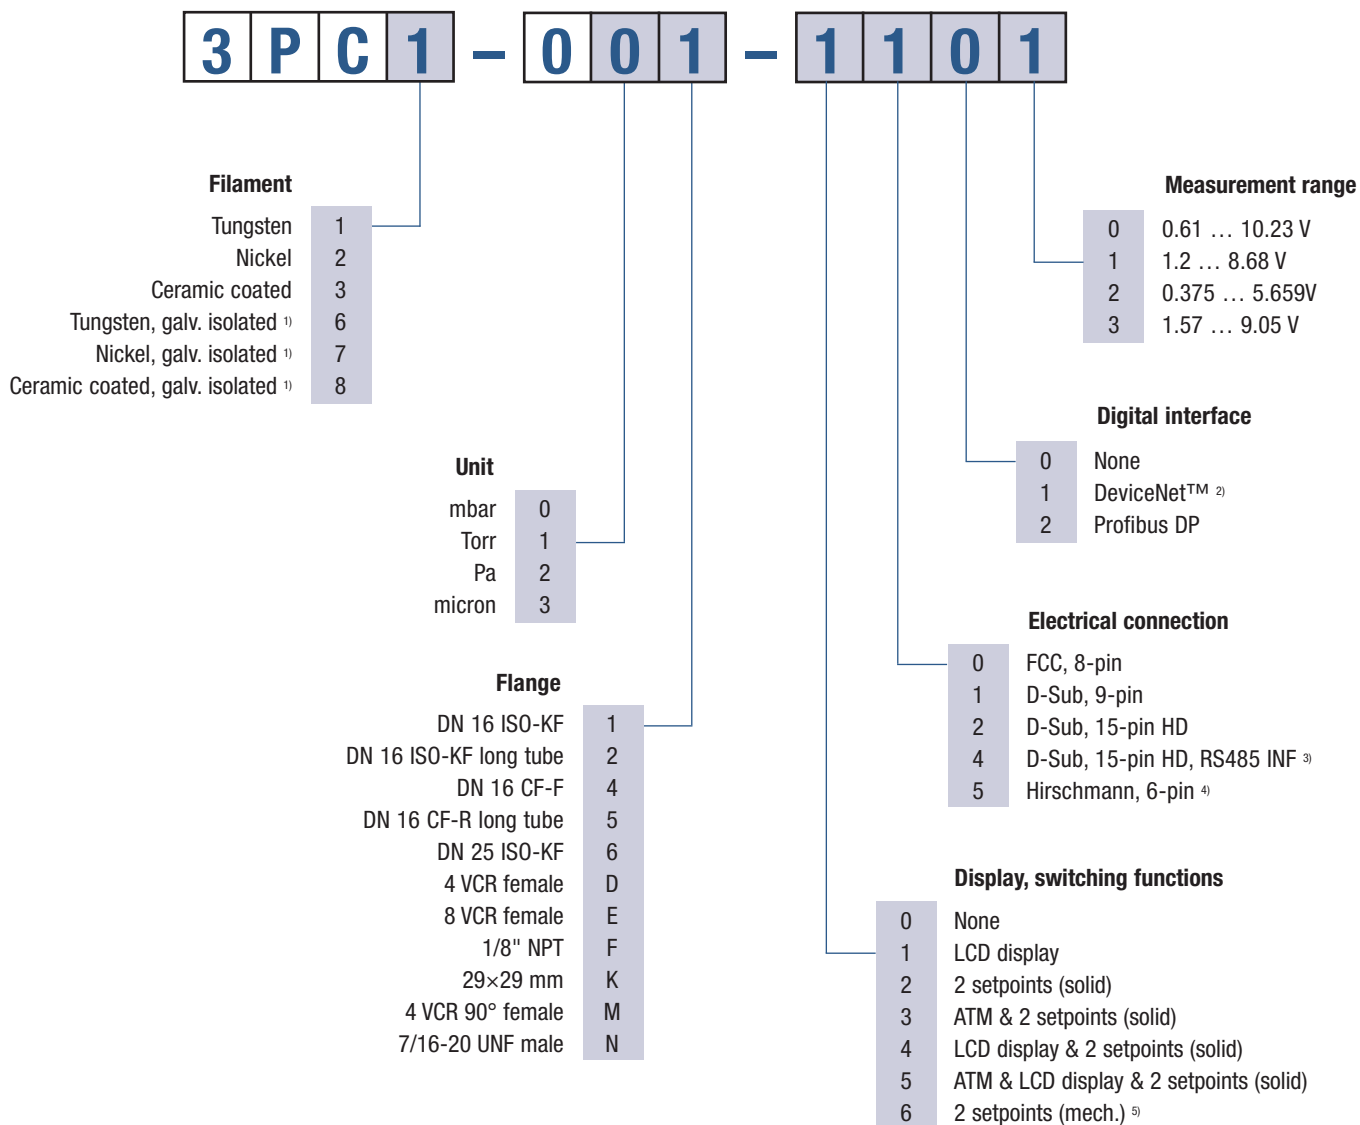 3PC1–001–1101
Filament
Tungsten 1
Nickel 2
Ceramic coated 3
Tungsten, galv. isolated 1) 6
Nickel, galv. isolated 1) 7
Ceramic coated, galv. isolated 1) 8
Unit
mbar 0
Torr 1
Pa 2
micron 3
Flange
DN 16 ISO-KF 1
DN 16 ISO-KF long tube 2
DN 16 CF-F 4
DN 16 CF-R long tube 5
DN 25 ISO-KF 6
4 VCR female D
8 VCR female E
1/8" NPT F
29×29 mm K
4 VCR 90° female M
7/16-20 UNF male N
Measurement range
0 0.61 … 10.23 V
1 1.2 … 8.68 V
2 0.375 … 5.659V
3 1.57 … 9.05 V
Digital interface
0 None
1 DeviceNet™ 2)
2 Profibus DP
Electrical connection
0 FCC, 8-pin
1 D-Sub, 9-pin
2 D-Sub, 15-pin HD
4 D-Sub, 15-pin HD, RS485 INF 3)
5 Hirschmann, 6-pin 4)
Display, switching functions
0 None
1 LCD display
2 2 setpoints (solid)
3 ATM & 2 setpoints (solid)
4 LCD display & 2 setpoints (solid)
5 ATM & LCD display & 2 setpoints (solid)
6 2 setpoints (mech.) 5)